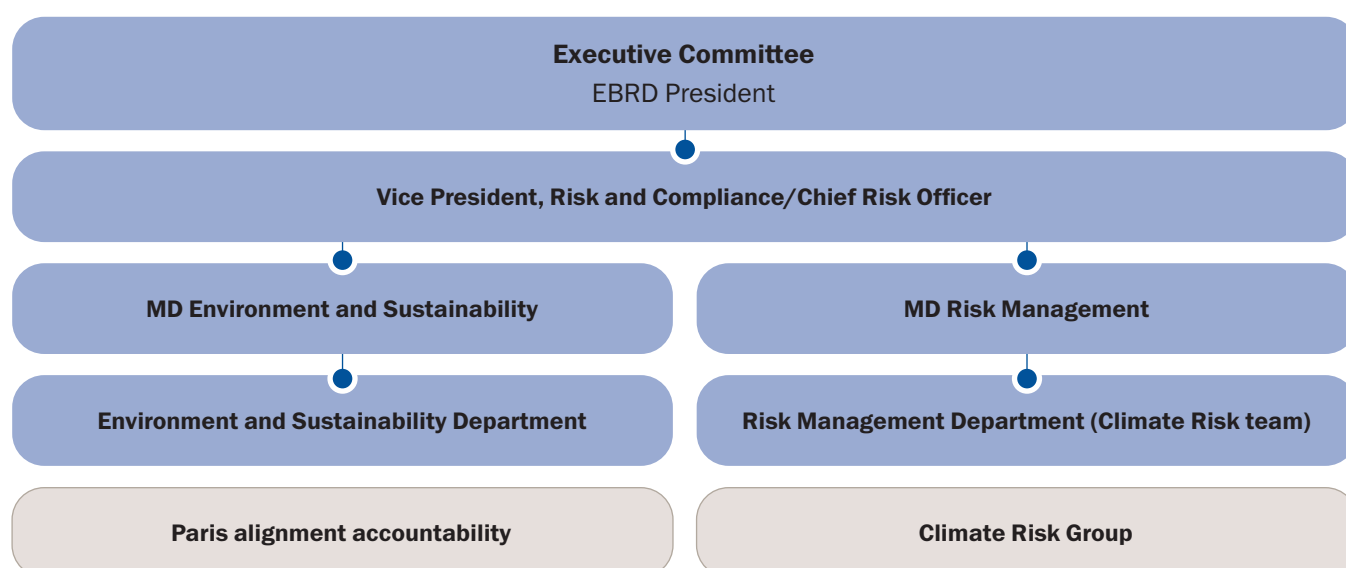 Executive Committee
EBRD President
Vice President, Risk and Compliance/Chief Risk Officer
MD Environment and Sustainability
MD Risk Management
Environment and Sustainability Department
Risk Management Department (Climate Risk team)
Paris alignment accountability
Climate Risk Group